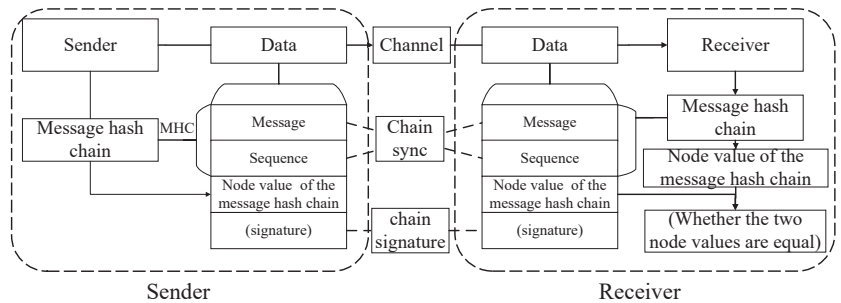 Sender
Data
Channel
Data
Receiver
Message hash
chain
MHC
Message
Sequence
Node value of the
message hash chain
(signature)
Chain
sync
chain
signature
Message
Sequence
Node value of the
message hash chain
(signature)
Message hash
chain
Node value of the
message hash chain
(Whether the two
node values are equal)
Sender
Receiver